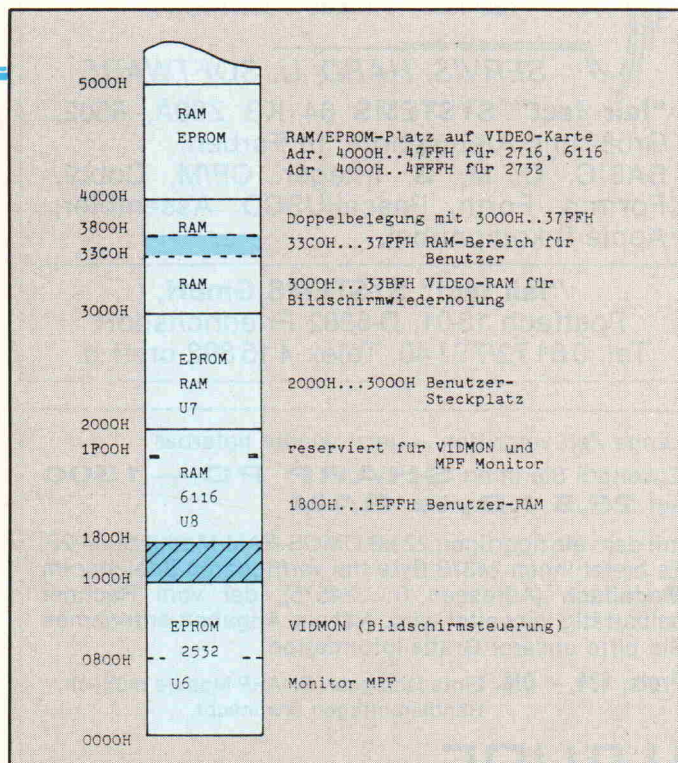 5000H
RAM
EPROM RAM/EPROM-Platz auf VIDEO-Karte
Adr. 4000H..47FFH für 2716, 6116
Adr. 4000H..4FFFH für 2732
4000H
Doppelbelegung mit 3000H..37FFH
3800H RAM
33C0H...37FFH RAM-Bereich für
33C0H Benutzer
RAM 3000H...33BFH VIDEO-RAM für
Bildschirmwiederholung
3000H
EPROM
RAM 2000H...3000H Benutzer-
Steckplatz
U7
2000H
1F00H reserviert für VIDMON und
MPF Monitor
RAM
6116 1800H...1EFFH Benutzer-RAM
U8
1800H
1000H
EPROM VIDMON (Bildschirmsteuerung)
2532
0800H
U6 Monitor MPF
0000H